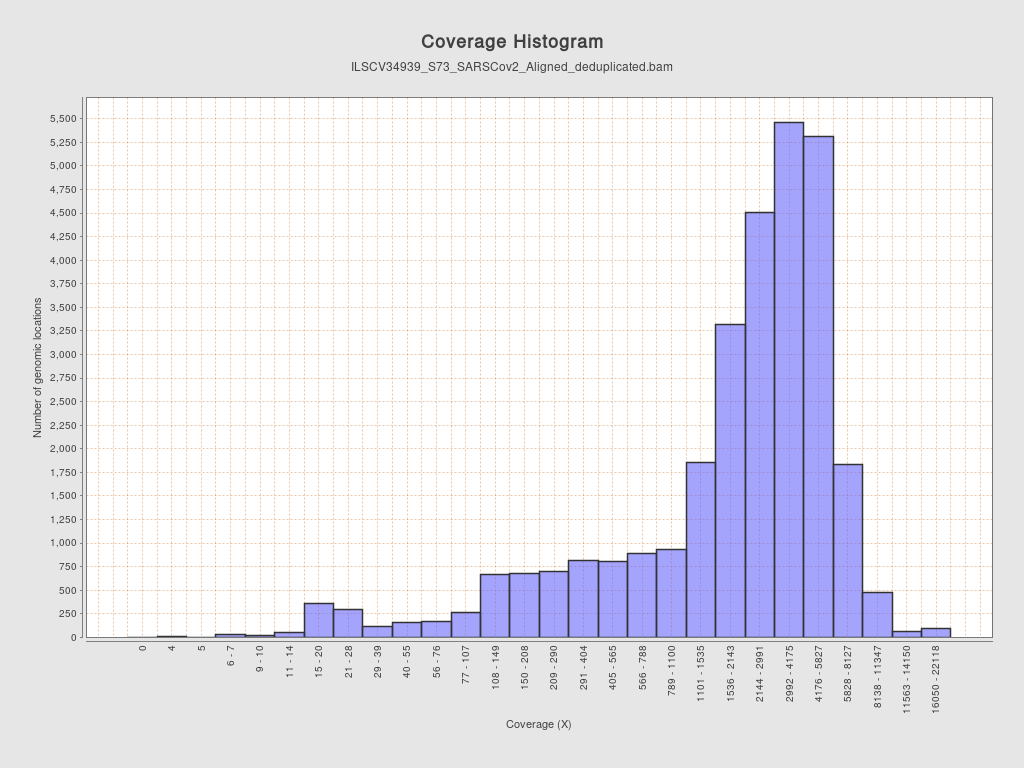 Coverage Histogram
ILSCV34939_S73_SARSCov2_Aligned_deduplicated.bam
Number of genomic locations
5,500
5,250
5,000
4,750
4,500
4,250
4,000
3,750
3,500
3,250
3,000
2,750
2,500
2,250
2,000
1,750
1,500
1,250
1,000
750
500
250
0
0
4
5
6 - 7
9 - 10
11 - 14
15 - 20
21 - 28
29 - 39
40 - 55
56 - 76
77 - 107
108 - 149
150 - 208
209 - 290
291 - 404
405 - 565
566 - 788
789 - 1100
1101 - 1535
1536 - 2143
2144 - 2991
2992 - 4175
4176 - 5827
5828 - 8127
8138 - 11347
11563 - 14150
16050 - 22118
Coverage (X)